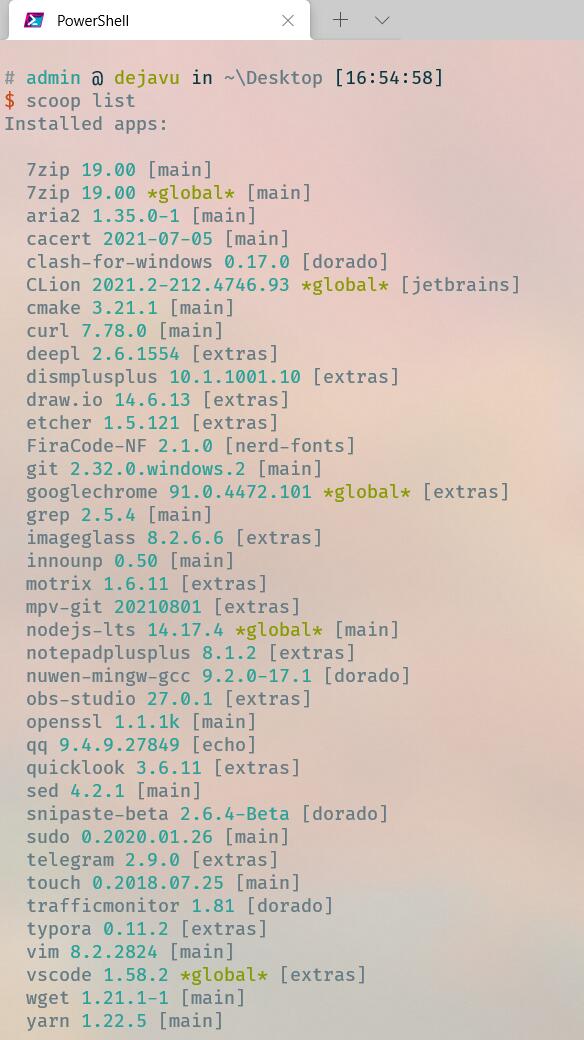 PowerShell
# admin @ dejavu in ~\Desktop [16:54:58]
$ scoop list
Installed apps:
7zip 19.00 [main]
7zip 19.00 *global* [main]
aria2 1.35.0-1 [main]
cacert 2021-07-05 [main]
clash-for-windows 0.17.0 [dorado]
CLion 2021.2-212.4746.93 *global* [jetbrains]
cmake 3.21.1 [main]
curl 7.78.0 [main]
deepl 2.6.1554 [extras]
dismplusplus 10.1.1001.10 [extras]
draw.io 14.6.13 [extras]
etcher 1.5.121 [extras]
FiraCode-NF 2.1.0 [nerd-fonts]
git 2.32.0.windows.2 [main]
googlechrome 91.0.4472.101 *global* [extras]
grep 2.5.4 [main]
imageglass 8.2.6.6 [extras]
innounp 0.50 [main]
motrix 1.6.11 [extras]
mpv-git 20210801 [extras]
nodejs-lts 14.17.4 *global* [main]
notepadplusplus 8.1.2 [extras]
nuwen-mingw-gcc 9.2.0-17.1 [dorado]
obs-studio 27.0.1 [extras]
openssl 1.1.1k [main]
qq 9.4.9.27849 [echo]
quicklook 3.6.11 [extras]
sed 4.2.1 [main]
snipaste-beta 2.6.4-Beta [dorado]
sudo 0.2020.01.26 [main]
telegram 2.9.0 [extras]
touch 0.2018.07.25 [main]
trafficmonitor 1.81 [dorado]
typora 0.11.2 [extras]
vim 8.2.2824 [main]
vscode 1.58.2 *global* [extras]
wget 1.21.1-1 [main]
yarn 1.22.5 [main]